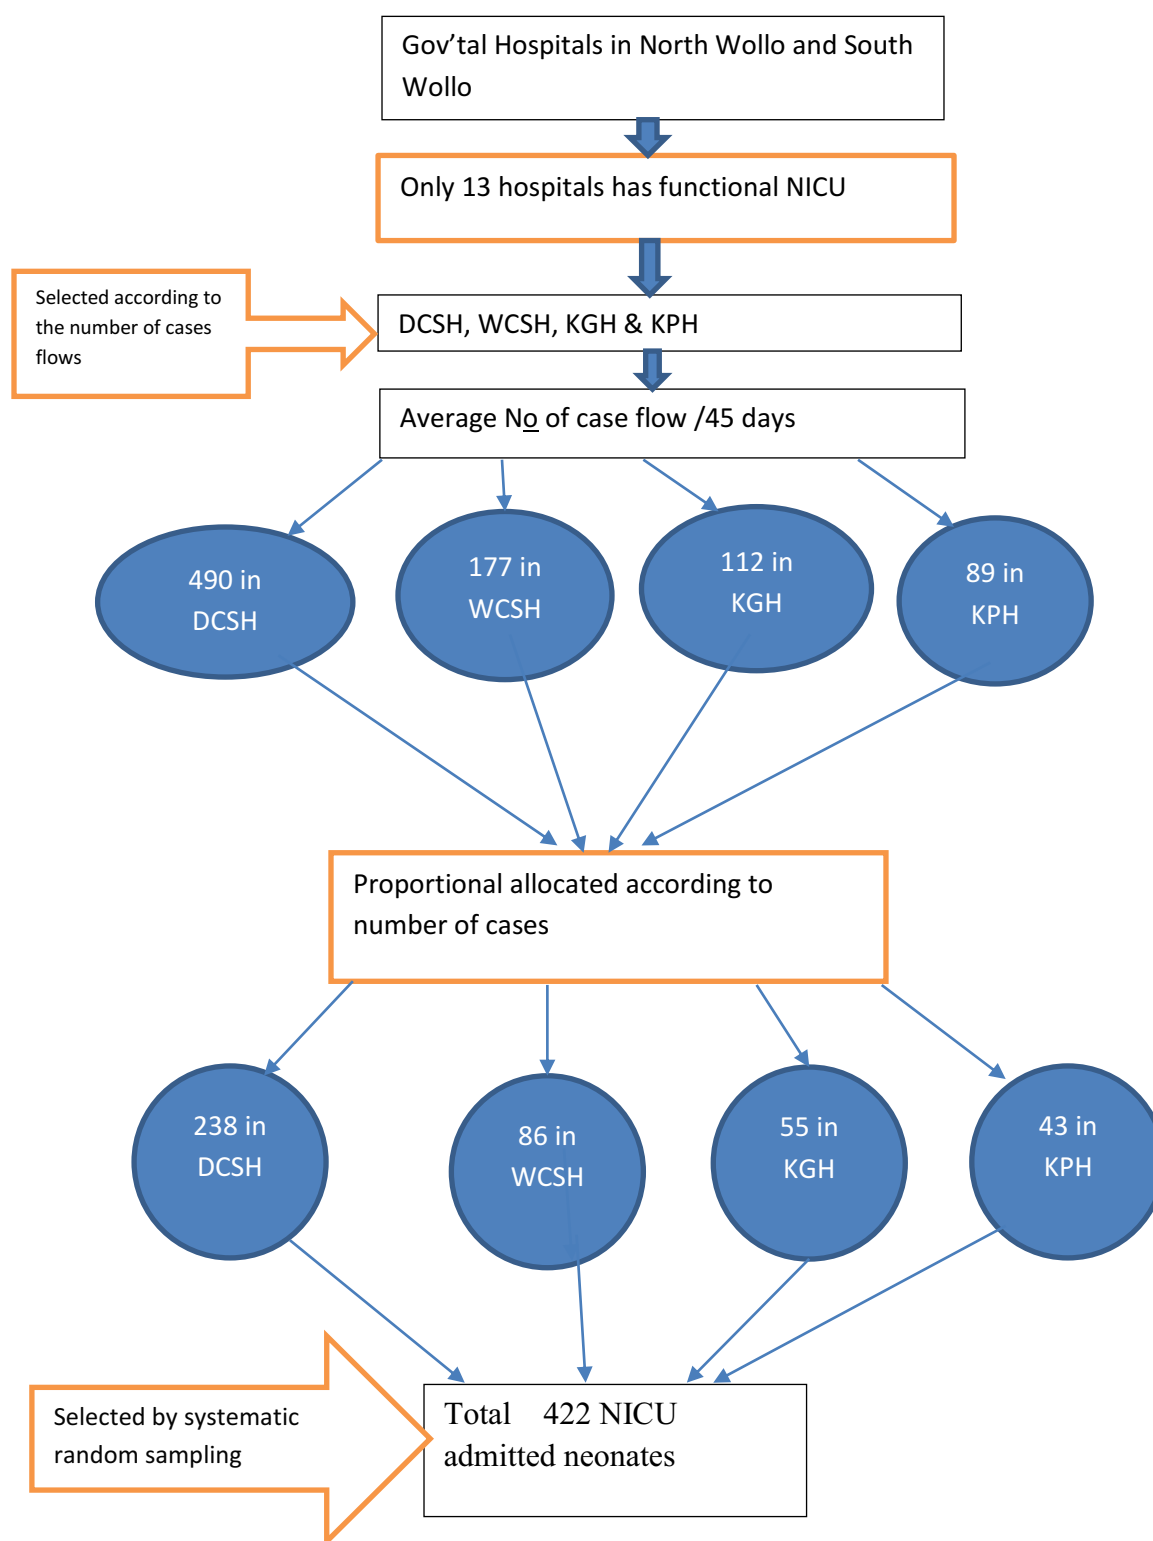 Gov'tal Hospitals in North Wollo and South
Wollo
Only 13 hospitals has functional NICU
Selected according to
the number of cases
flows
DCSH, WCSH, KGH & KPH
Average No of case flow /45 days
490 in
DCSH
177 in
WCSH
112 in
KGH
89 in
KPH
Proportional allocated according to
number of cases
238 in
DCSH
86 in
WCSH
55 in
KGH
43 in
KPH
Selected by systematic
random sampling
Total 422 NICU
admitted neonates